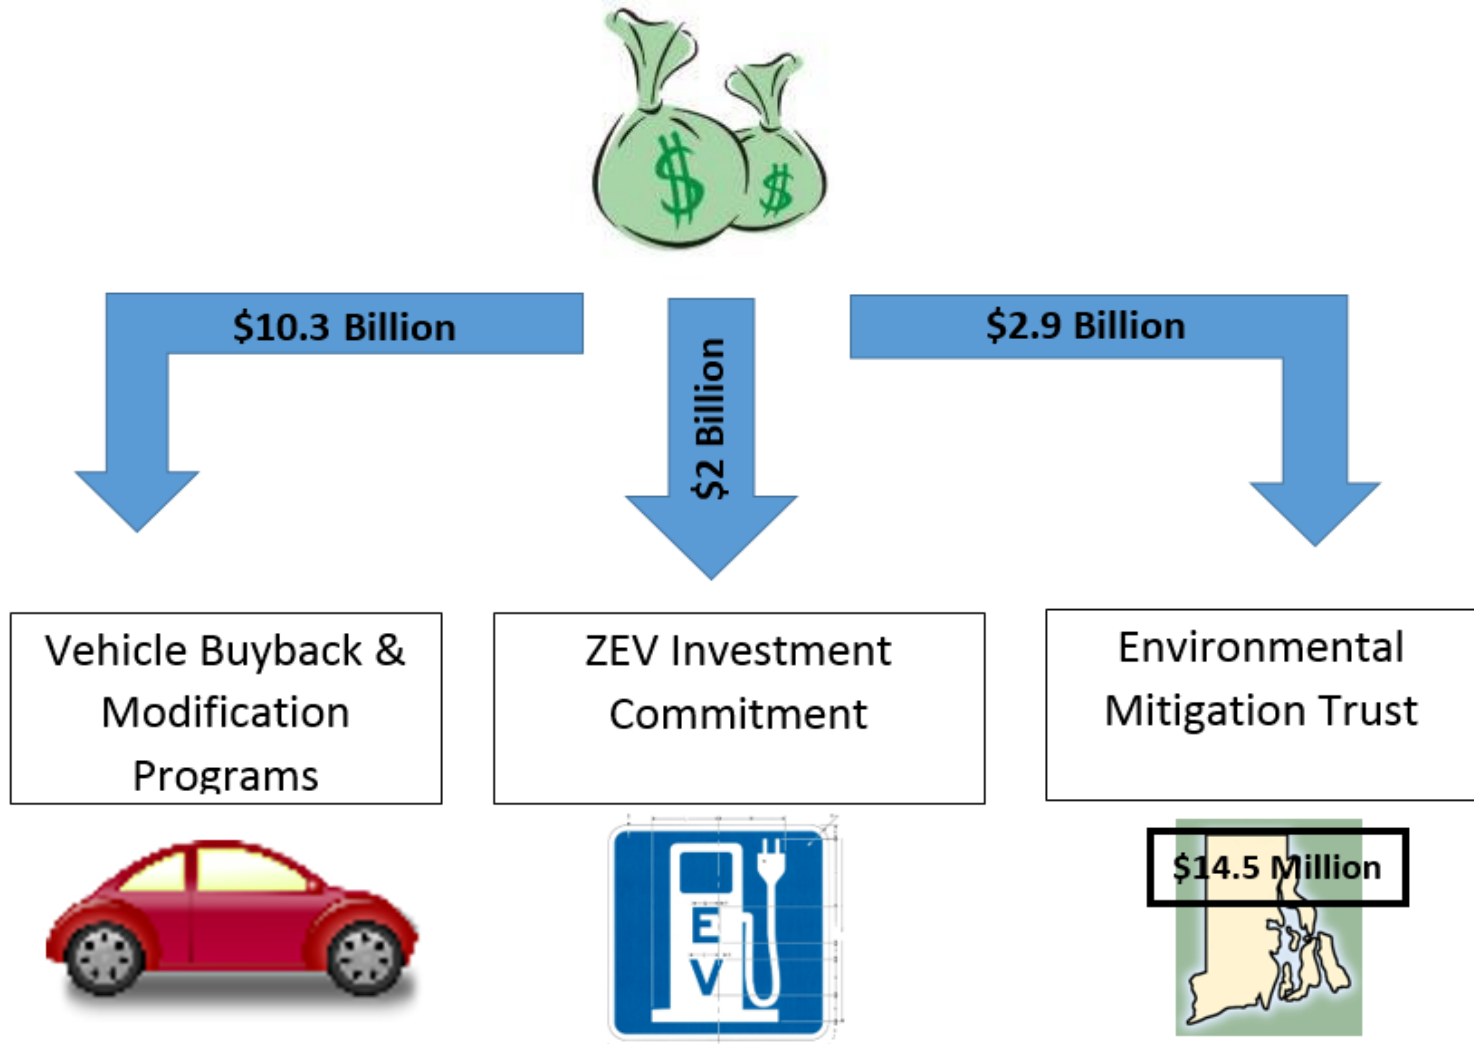 $ $
$10.3 Billion
$2 Billion
$2.9 Billion
Vehicle Buyback &
Modification
Programs
ZEV Investment
Commitment
Environmental
Mitigation Trust
E
V
$14.5 Million